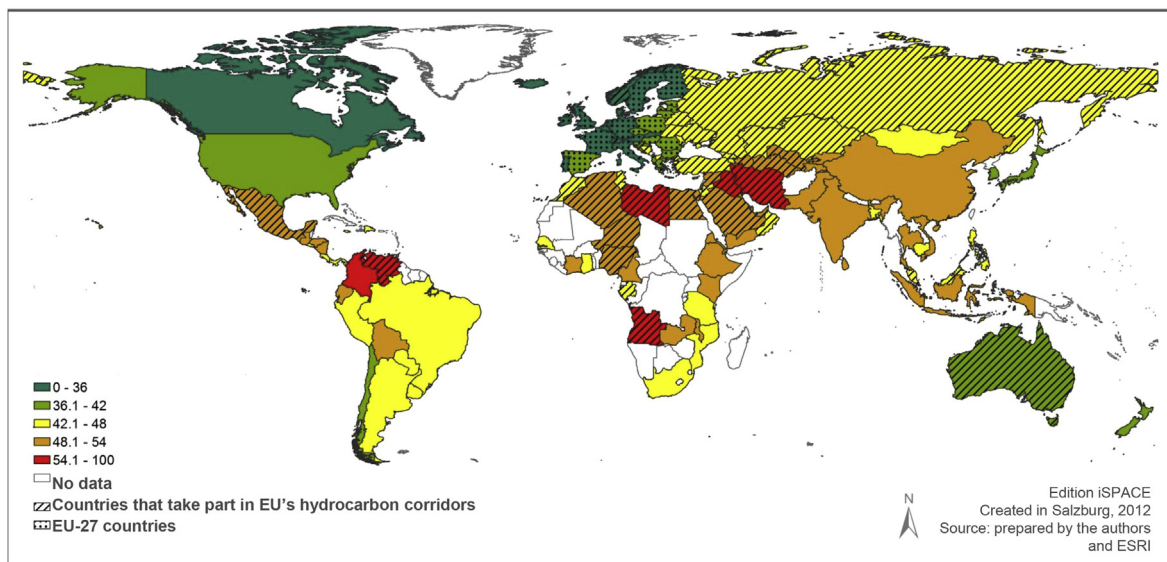 0 - 36
36.1 - 42
42.1 - 48
48.1 - 54
54.1 - 100
No data
Countries that take part in EU's hydrocarbon corridors
EU-27 countries
N
Edition iSPACE
Created in Salzburg, 2012
Source: prepared by the authors
and ESRI